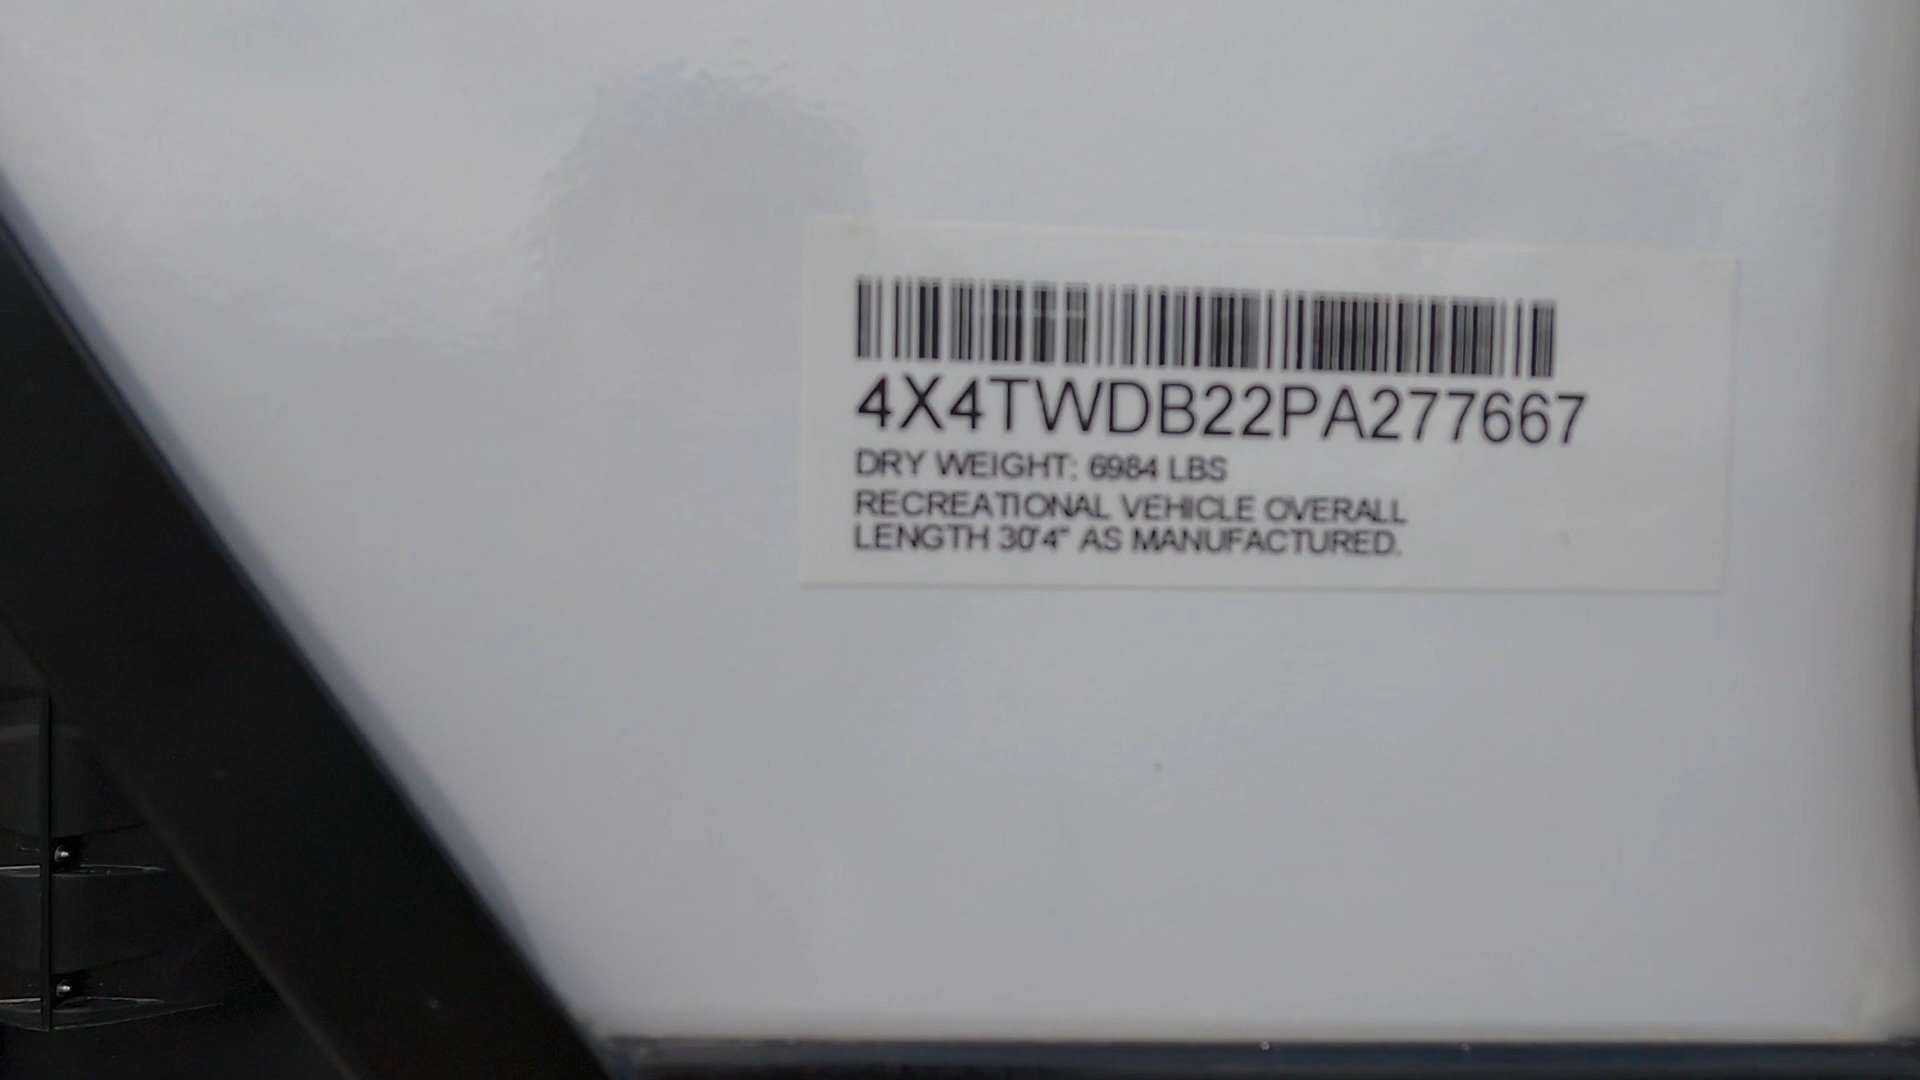 4X4TWDB22PA277667
DRY WEIGHT: 6984 LBS
RECREATIONAL VEHICLE OVERALL
LENGTH 30'4" AS MANUFACTURED.